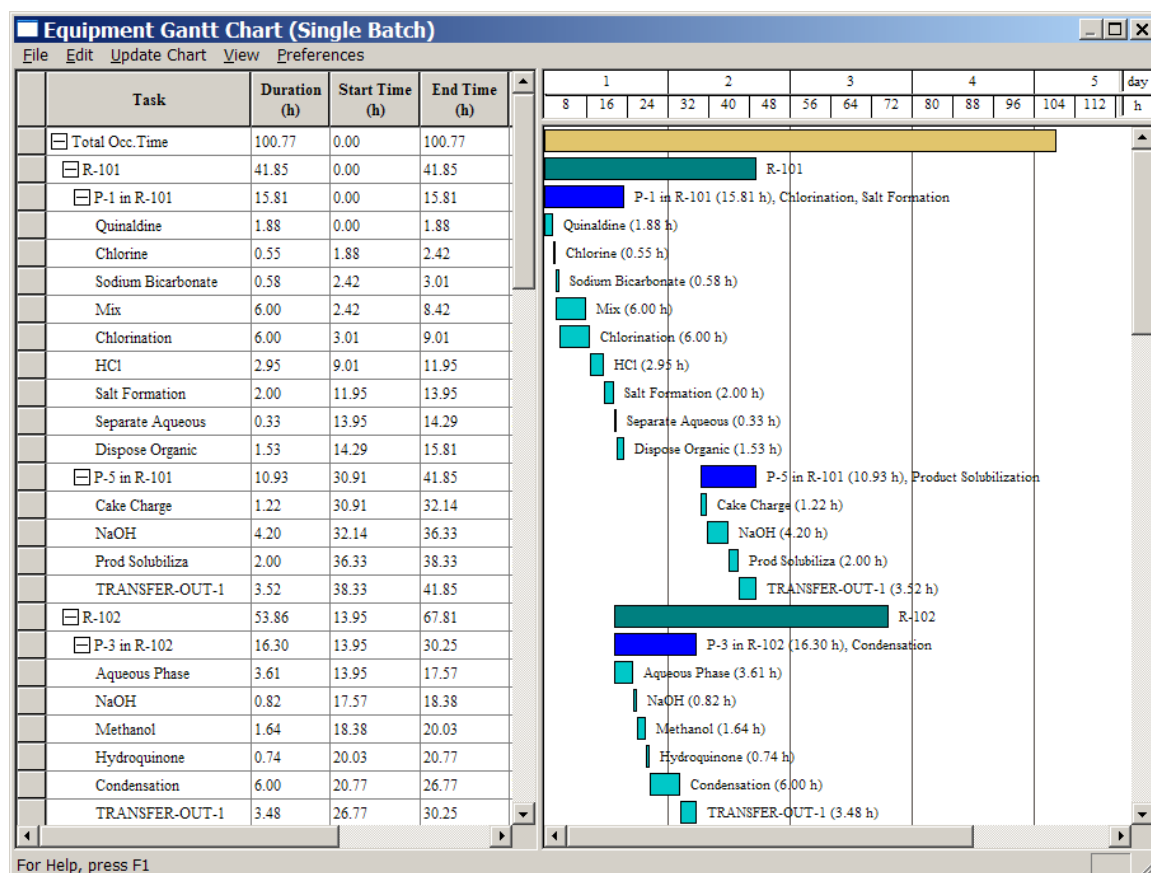 Equipment Gantt Chart (Single Batch)
File Edit Update Chart View Preferences
Task Duration (h) Start Time (h) End Time (h)
1 2 3 4 5 day
8 16 24 32 40 48 56 64 72 80 88 96 104 112 h
Total Occ.Time 100.77 0.00 100.77
R-101 41.85 0.00 41.85 R-101
P-1 in R-101 15.81 0.00 15.81 P-1 in R-101 (15.81 h), Chlorination, Salt Formation
Quinaldine 1.88 0.00 1.88 Quinaldine (1.88 h)
Chlorine 0.55 1.88 2.42 Chlorine (0.55 h)
Sodium Bicarbonate 0.58 2.42 3.01 Sodium Bicarbonate (0.58 h)
Mix 6.00 2.42 8.42 Mix (6.00 h)
Chlorination 6.00 3.01 9.01 Chlorination (6.00 h)
HCl 2.95 9.01 11.95 HCl (2.95 h)
Salt Formation 2.00 11.95 13.95 Salt Formation (2.00 h)
Separate Aqueous 0.33 13.95 14.29 Separate Aqueous (0.33 h)
Dispose Organic 1.53 14.29 15.81 Dispose Organic (1.53 h)
P-5 in R-101 10.93 30.91 41.85 P-5 in R-101 (10.93 h), Product Solubilization
Cake Charge 1.22 30.91 32.14 Cake Charge (1.22 h)
NaOH 4.20 32.14 36.33 NaOH (4.20 h)
Prod Solubiliza 2.00 36.33 38.33 Prod Solubiliza (2.00 h)
TRANSFER-OUT-1 3.52 38.33 41.85 TRANSFER-OUT-1 (3.52 h)
R-102 53.86 13.95 67.81 R-102
P-3 in R-102 16.30 13.95 30.25 P-3 in R-102 (16.30 h), Condensation
Aqueous Phase 3.61 13.95 17.57 Aqueous Phase (3.61 h)
NaOH 0.82 17.57 18.38 NaOH (0.82 h)
Methanol 1.64 18.38 20.03 Methanol (1.64 h)
Hydroquinone 0.74 20.03 20.77 Hydroquinone (0.74 h)
Condensation 6.00 20.77 26.77 Condensation (6.00 h)
TRANSFER-OUT-1 3.48 26.77 30.25 TRANSFER-OUT-1 (3.48 h)
For Help, press F1